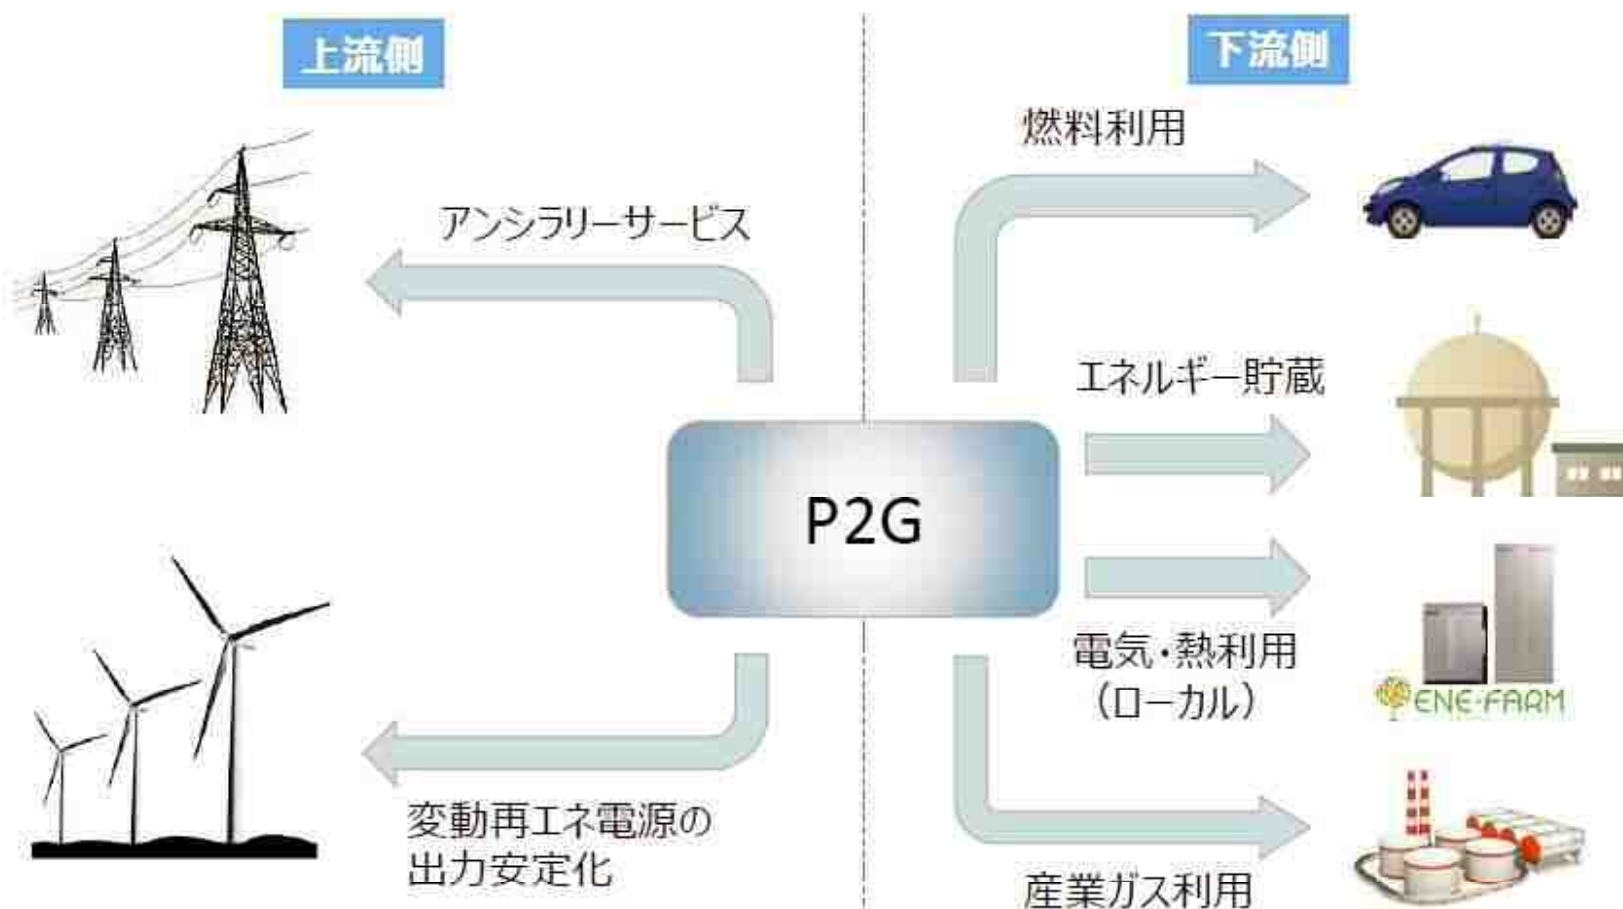 上流側
下流側
燃料利用
アンシラリーサービス
エネルギー貯蔵
P2G
電気・熱利用
（ローカル）
ENE・FARM
変動再エネ電源の
出力安定化
産業ガス利用